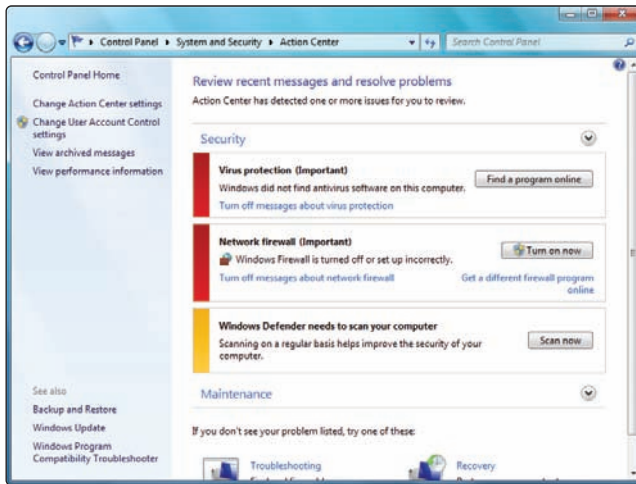 Control Panel ▸ System and Security ▸ Action Center
Search Control Panel
Control Panel Home
Change Action Center settings
Change User Account Control
settings
View archived messages
View performance information
See also
Backup and Restore
Windows Update
Windows Program
Compatibility Troubleshooter
Review recent messages and resolve problems
Action Center has detected one or more issues for you to review.
Security
Virus protection (Important)
Windows did not find antivirus software on this computer.
Find a program online
Turn off messages about virus protection
Network firewall (Important)
Windows Firewall is turned off or set up incorrectly.
Turn on now
Turn off messages about network firewall
Get a different firewall program
online
Windows Defender needs to scan your computer
Scanning on a regular basis helps improve the security of your
computer.
Scan now
Maintenance
If you don't see your problem listed, try one of these:
Troubleshooting
Recovery